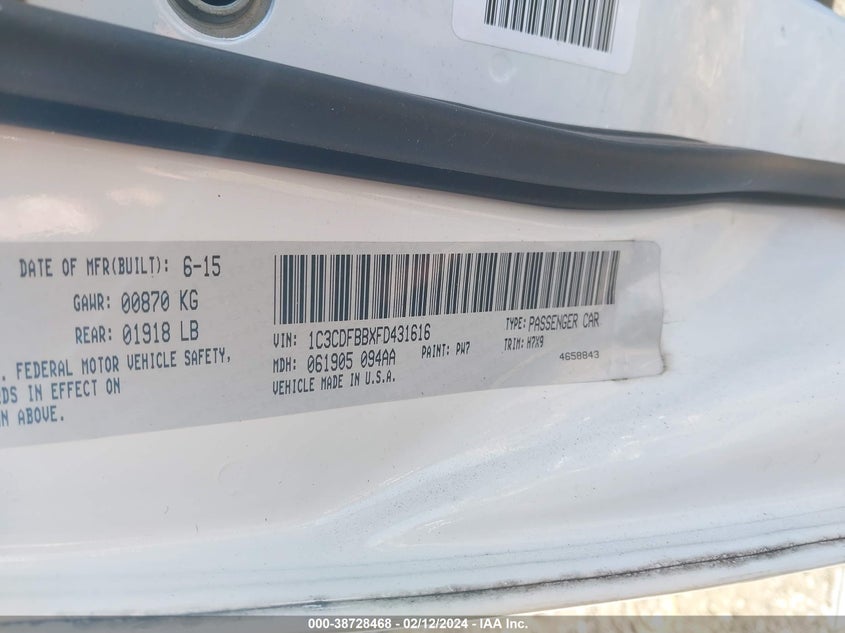 DATE OF MFR(BUILT): 6-15
GAWR: 00870 KG
REAR: 01918 LB
. FEDERAL MOTOR VEHICLE SAFETY,
DS IN EFFECT ON
N ABOVE.
VIN: 1C3CDFBBXFD431616
TYPE: PASSENGER CAR
MDH: 061905 094AA
PAINT: PW7
TRIM: H7X9
VEHICLE MADE IN U.S.A.
4658843
000-38728468 - 02/12/2024 - IAA Inc.